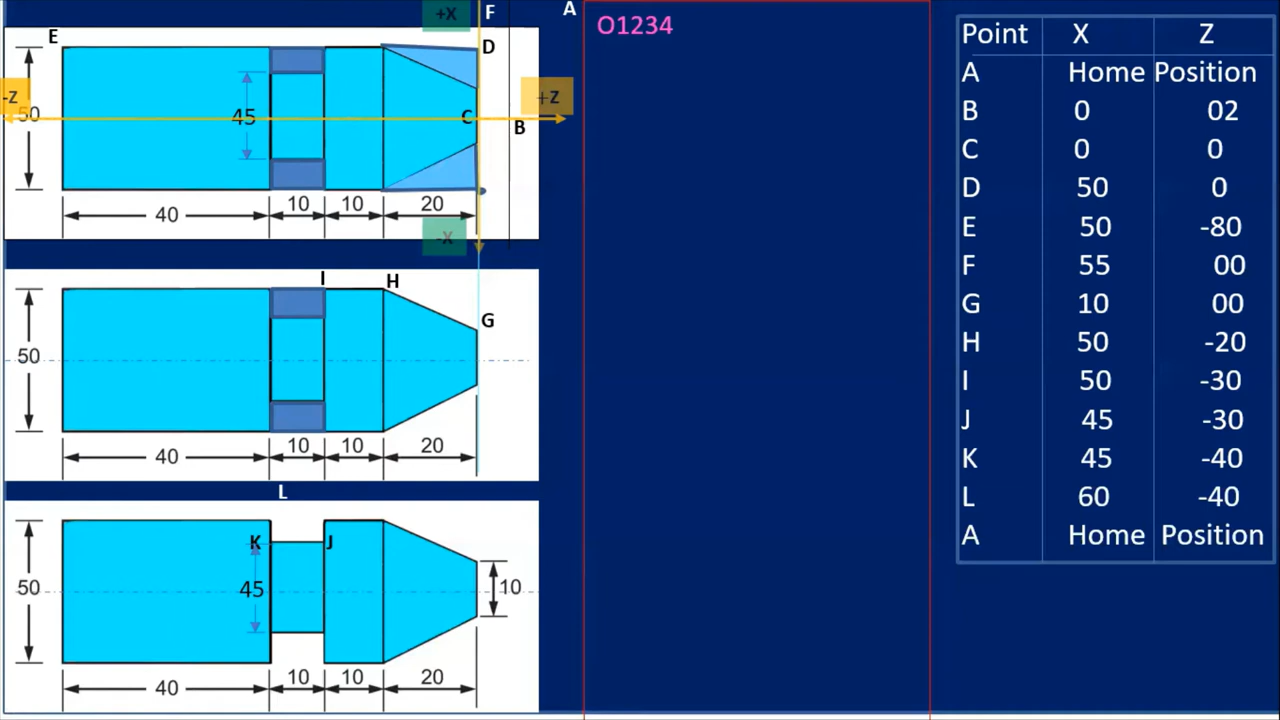 +X
F
A
E
D
-Z
50
45
C
+Z
B
40
10
10
20
-X
I
H
G
50
40
10
10
20
L
K
J
50
45
10
40
10
10
20
O1234
Point X Z
A Home Position
B 0 02
C 0 0
D 50 0
E 50 -80
F 55 00
G 10 00
H 50 -20
I 50 -30
J 45 -30
K 45 -40
L 60 -40
A Home Position